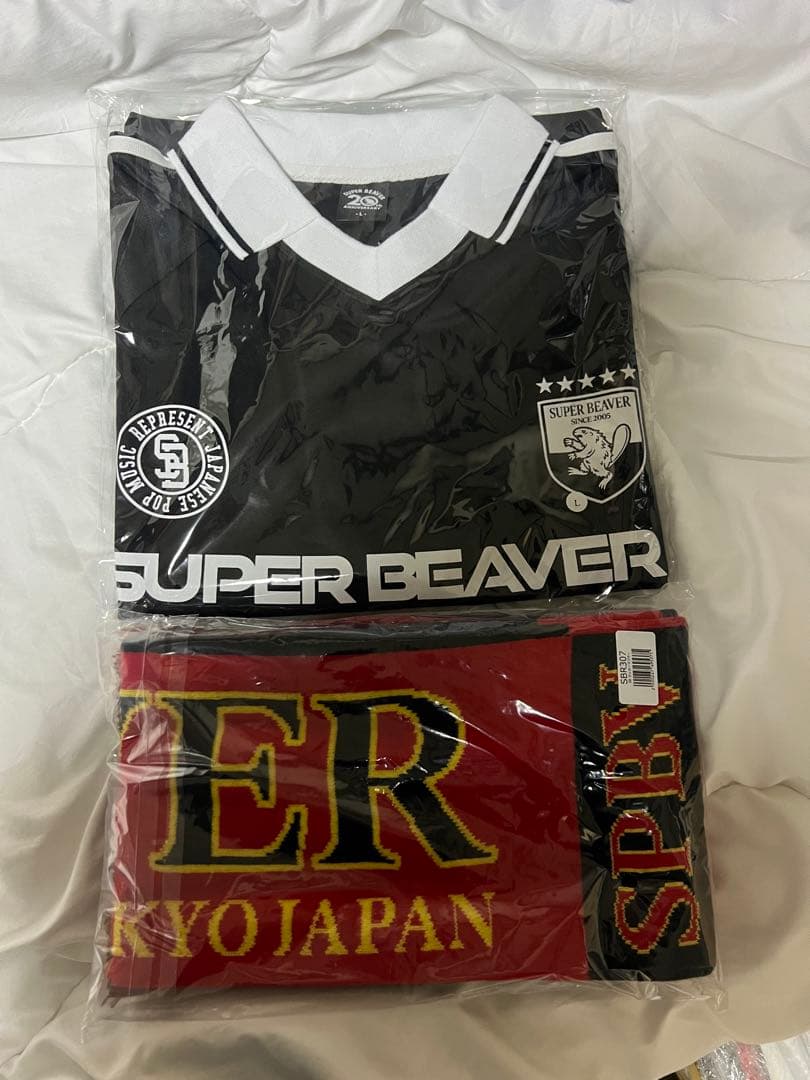 SUPER BEAVER
20
ANNIVERSARY
- L -
REPRESENT JAPANESE POP MUSIC
SB
SUPER BEAVER
SINCE 2005
L
SUPER BEAVER
SBR307
ER
KYO JAPAN
SPBV